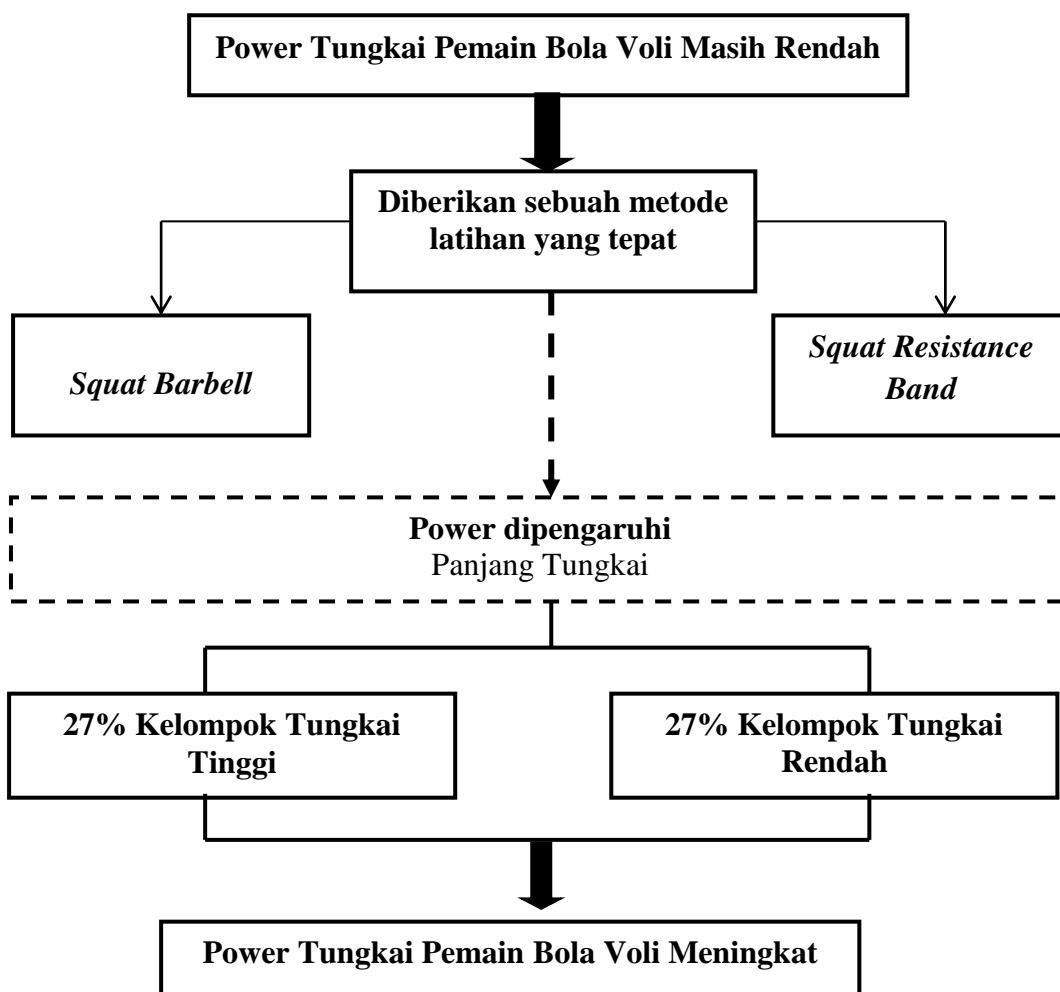 Power Tungkai Pemain Bola Voli Masih Rendah
Diberikan sebuah metode
latihan yang tepat
Squat Barbell
Squat Resistance
Band
Power dipengaruhi
Panjang Tungkai
27% Kelompok Tungkai
Tinggi
27% Kelompok Tungkai
Rendah
Power Tungkai Pemain Bola Voli Meningkat